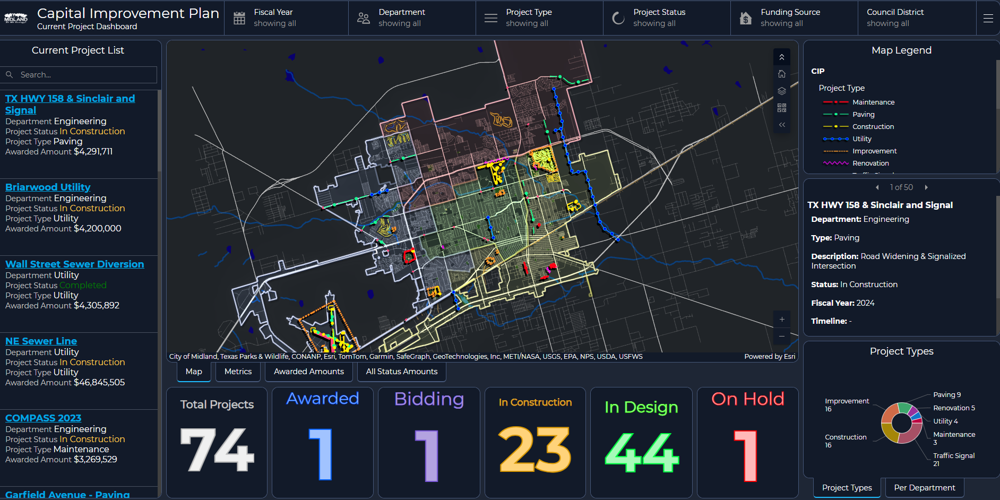 MIDLAND
Capital Improvement Plan
Current Project Dashboard
Fiscal Year
showing all
Department
showing all
Project Type
showing all
Project Status
showing all
Funding Source
showing all
Council District
showing all
Current Project List
Search...
TX HWY 158 & Sinclair and
Signal
Department Engineering
Project Status In Construction
Project Type Paving
Awarded Amount $4,291,711
Briarwood Utility
Department Engineering
Project Status In Construction
Project Type Utility
Awarded Amount $4,200,000
Wall Street Sewer Diversion
Department Utility
Project Status Completed
Project Type Utility
Awarded Amount $4,305,892
NE Sewer Line
Department Utility
Project Status In Construction
Project Type Utility
Awarded Amount $46,845,505
COMPASS 2023
Department Engineering
Project Status In Construction
Project Type Maintenance
Awarded Amount $3,269,529
Garfield Avenue - Paving
City of Midland, Texas Parks & Wildlife, CONANP, Esri, TomTom, Garmin, SafeGraph, GeoTechnologies, Inc, METI/NASA, USGS, EPA, NPS, USDA, USFWS
Powered by Esri
Map
Metrics
Awarded Amounts
All Status Amounts
Total Projects
74
Awarded
1
Bidding
1
In Construction
23
In Design
44
On Hold
1
Map Legend
CIP
Project Type
Maintenance
Paving
Construction
Utility
Improvement
Renovation
1 of 50
TX HWY 158 & Sinclair and Signal
Department: Engineering
Type: Paving
Description: Road Widening & Signalized
Intersection
Status: In Construction
Fiscal Year: 2024
Timeline: -
Project Types
Paving 9
Renovation 5
Utility 4
Maintenance
3
Traffic Signal
21
Improvement
16
Construction
16
Project Types
Per Department